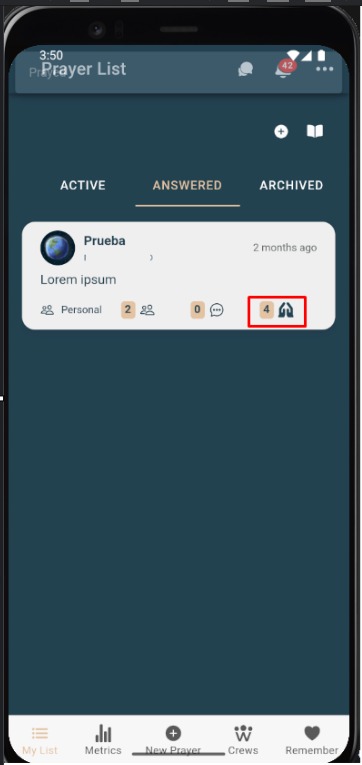 3:50
Prayer List
42
ACTIVE ANSWERED ARCHIVED
Prueba
2 months ago
Lorem ipsum
Personal 2 0 4
My List Metrics New Prayer Crews Remember